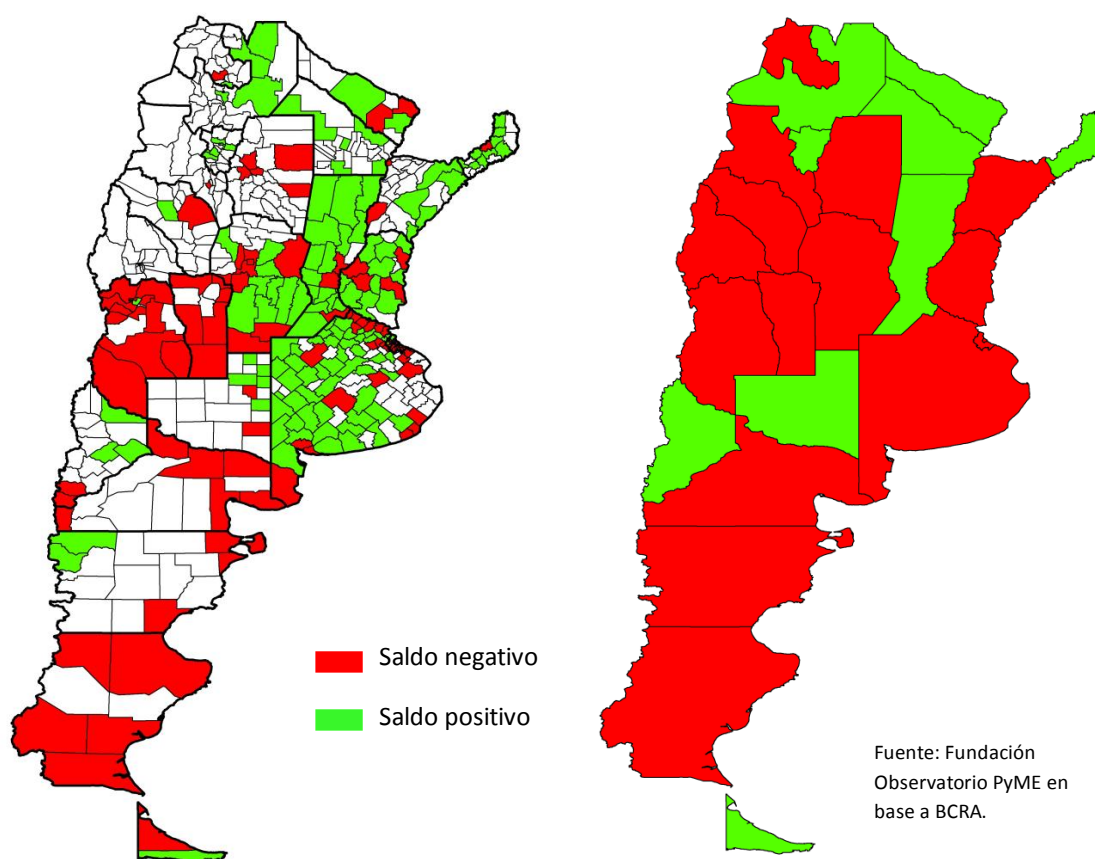 Saldo negativo
Saldo positivo
Fuente: Fundación
Observatorio PyME en
base a BCRA.